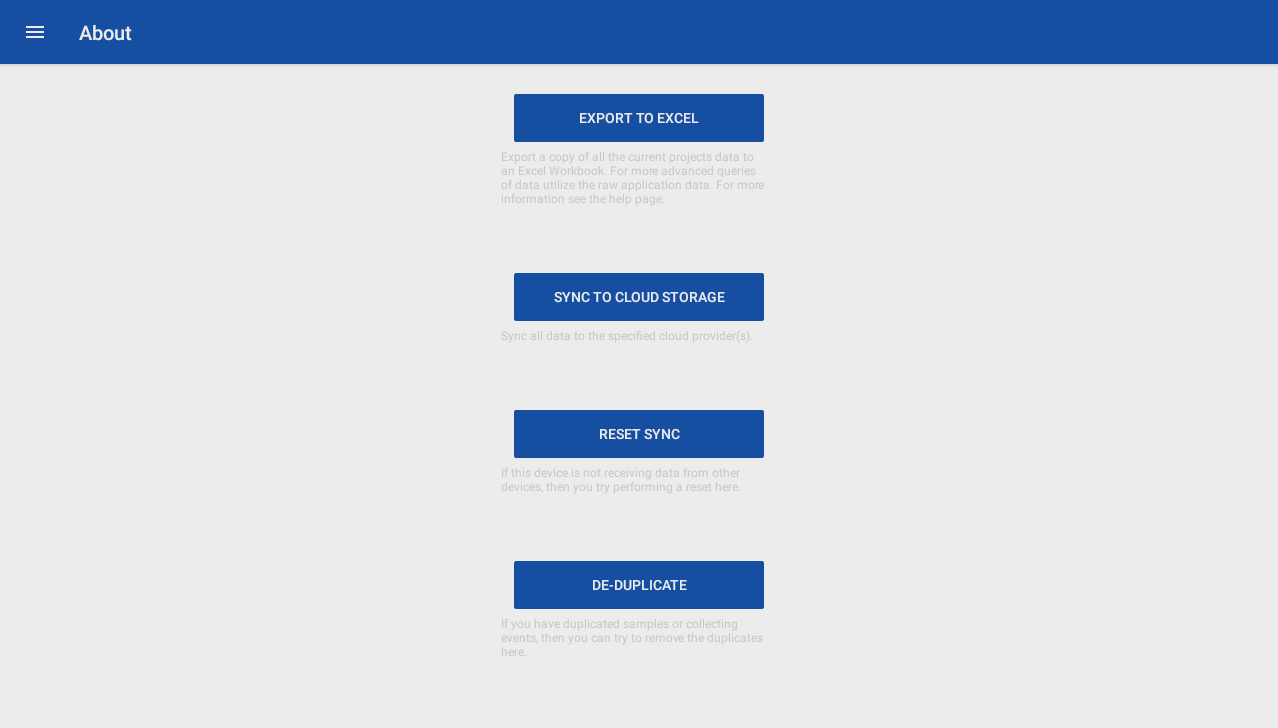 About
EXPORT TO EXCEL
Export a copy of all the current projects data to
an Excel Workbook. For more advanced queries
of data utilize the raw application data. For more
information see the help page.
SYNC TO CLOUD STORAGE
Sync all data to the specified cloud provider(s).
RESET SYNC
If this device is not receiving data from other
devices, then you try performing a reset here.
DE-DUPLICATE
If you have duplicated samples or collecting
events, then you can try to remove the duplicates
here.